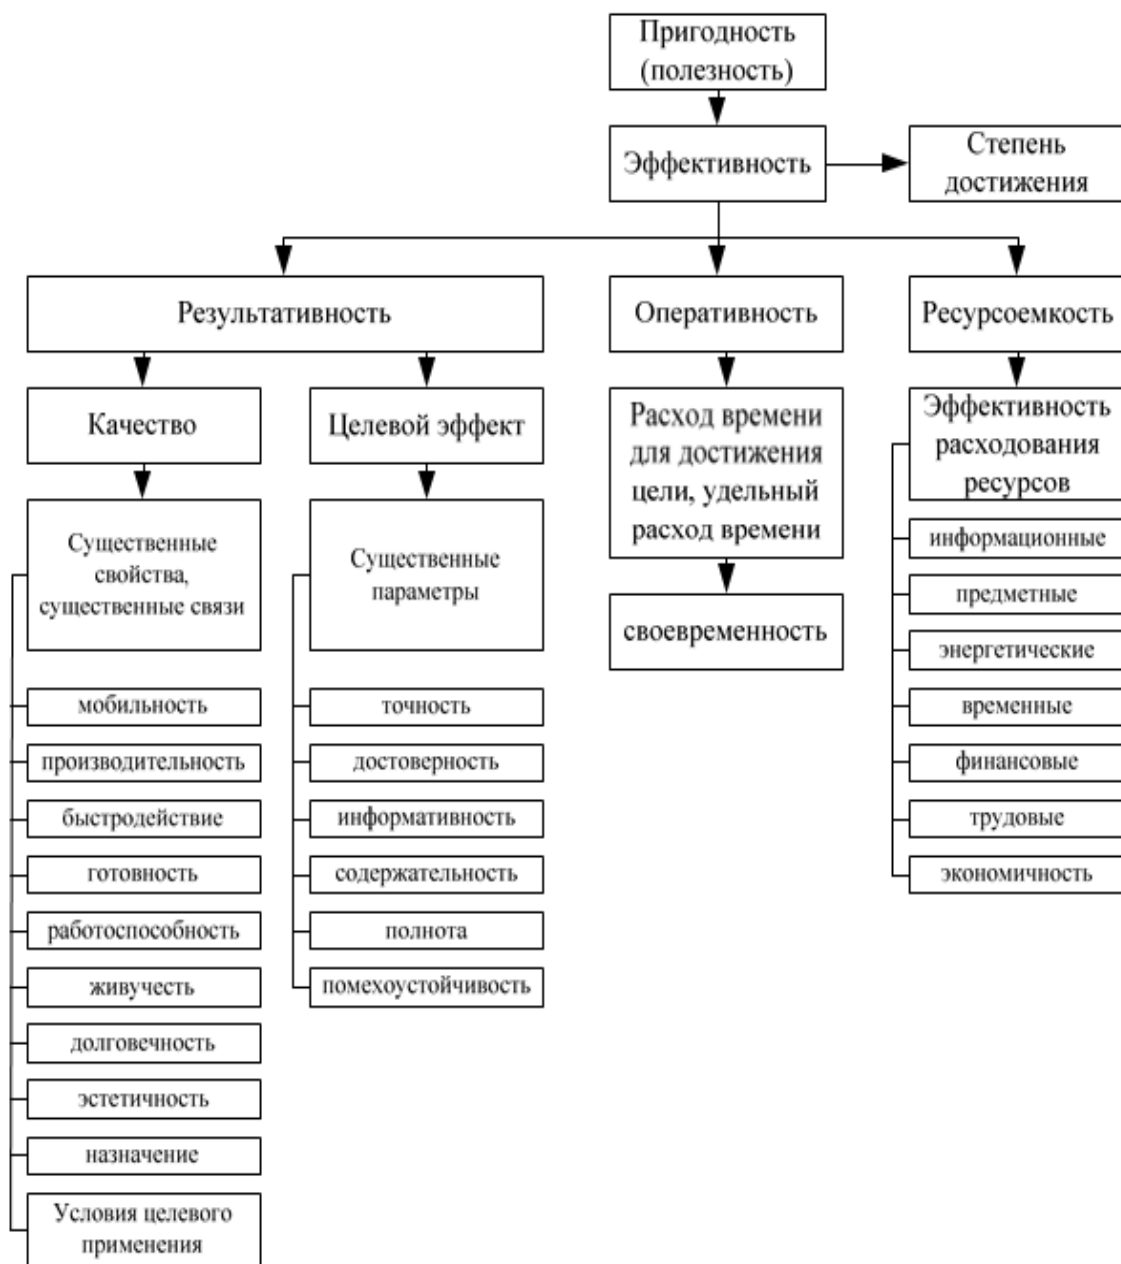 Пригодность
(полезность)
Эффективность
Степень
достижения
Результативность
Оперативность
Ресурсоемкость
Качество
Целевой эффект
Расход времени
для достижения
цели, удельный
расход времени
Эффективность
расходования
ресурсов
Существенные
свойства,
существенные связи
Существенные
параметры
своевременность
информационные
предметные
энергетические
временные
финансовые
трудовые
экономичность
мобильность
производительность
быстродействие
готовность
работоспособность
живучесть
долговечность
эстетичность
назначение
Условия целевого
применения
точность
достоверность
информативность
содержательность
полнота
помехоустойчивость